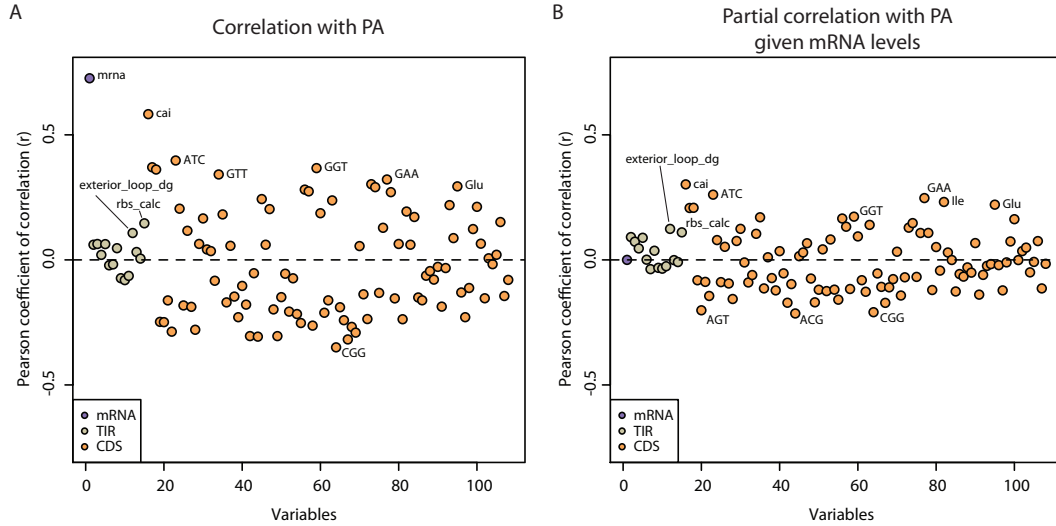 A
Correlation with PA
Pearson coefficient of correlation (r)
0.5
0.0
-0.5
mrna
cai
ATC
GTT
GGT
GAA
Glu
exterior_loop_dg
rbs_calc
CGG
mRNA
TIR
CDS
0
20
40
60
80
100
Variables
B
Partial correlation with PA
given mRNA levels
Pearson coefficient of correlation (r)
0.5
0.0
-0.5
exterior_loop_dg
cai
ATC
rbs_calc
GGT
GAA
Ile
Glu
AGT
ACG
CGG
mRNA
TIR
CDS
0
20
40
60
80
100
Variables